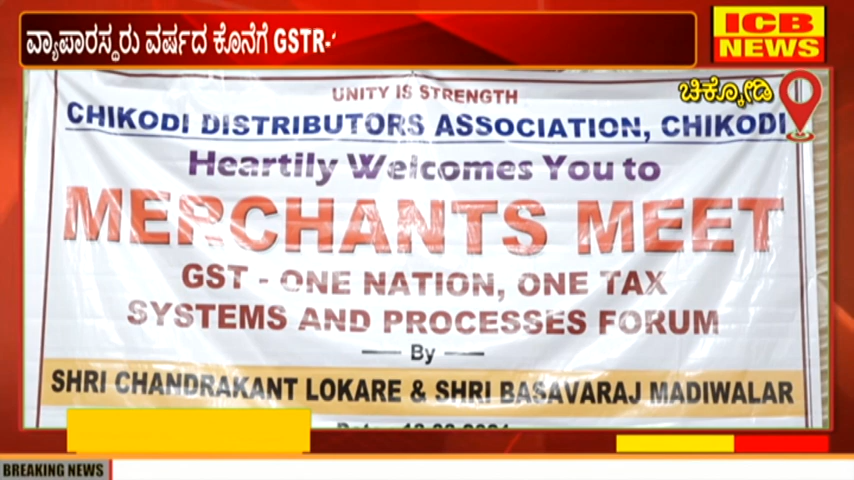 ವ್ಯಾಪಾರಸ್ಥರು ವರ್ಷದ ಕೊನೆಗೆ GSTR-
ICB
NEWS
ಚಿಕ್ಕೋಡಿ
UNITY IS STRENGTH
CHIKODI DISTRIBUTORS ASSOCIATION, CHIKODI
Heartily Welcomes You to
MERCHANTS MEET
GST - ONE NATION, ONE TAX
SYSTEMS AND PROCESSES FORUM
By
SHRI CHANDRAKANT LOKARE & SHRI BASAVARAJ MADIWALAR
BREAKING NEWS